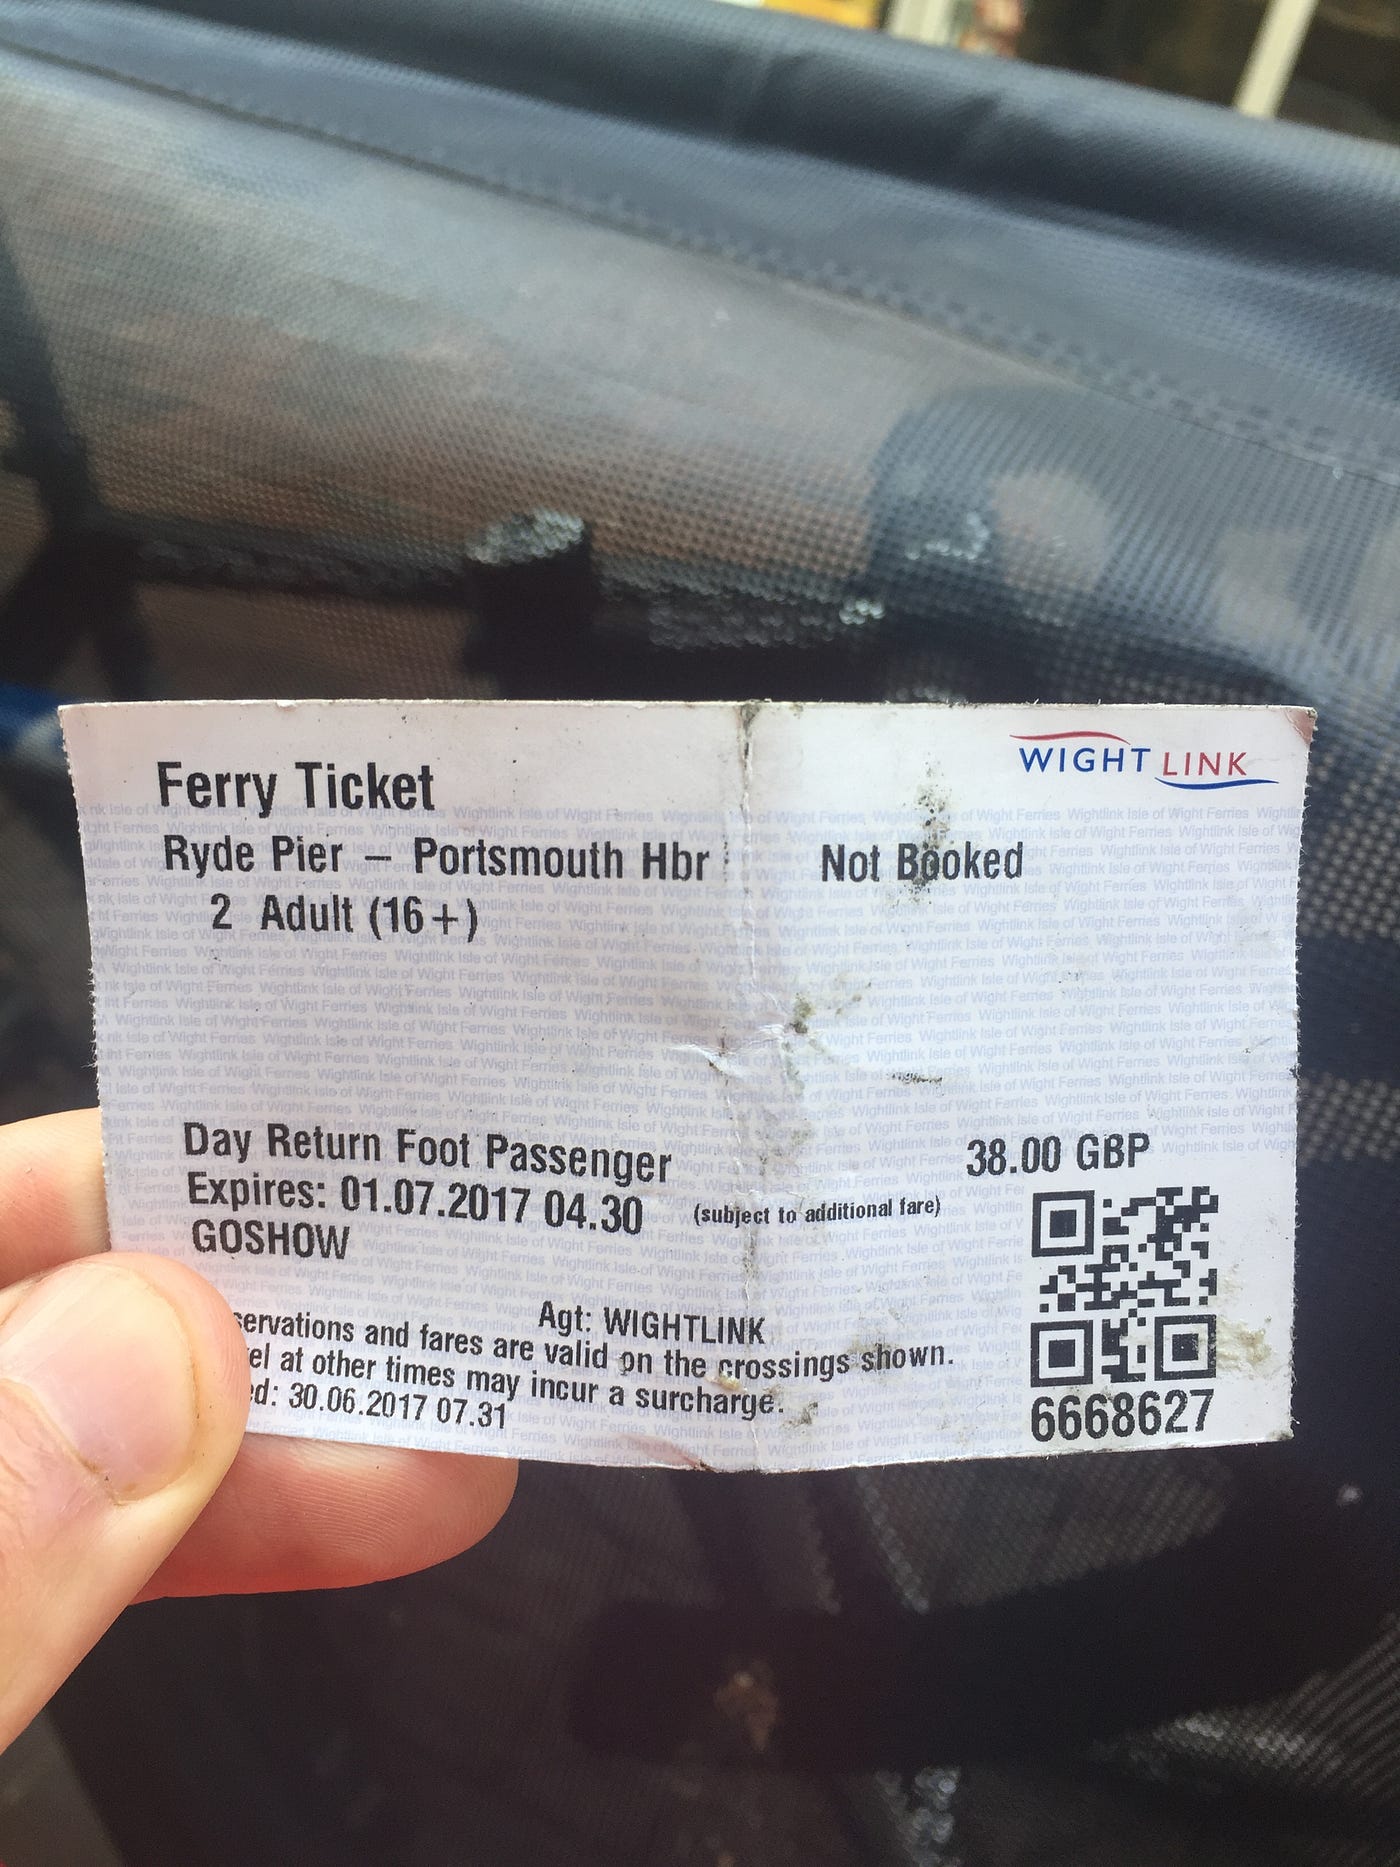 WIGHTLINK
Ferry Ticket
Ryde Pier – Portsmouth Hbr Not Booked
2 Adult (16+)
Day Return Foot Passenger 38.00 GBP
Expires: 01.07.2017 04.30 (subject to additional fare)
GOSHOW
Agt: WIGHTLINK
servations and fares are valid on the crossings shown.
el at other times may incur a surcharge.
ed: 30.06.2017 07.31
6668627